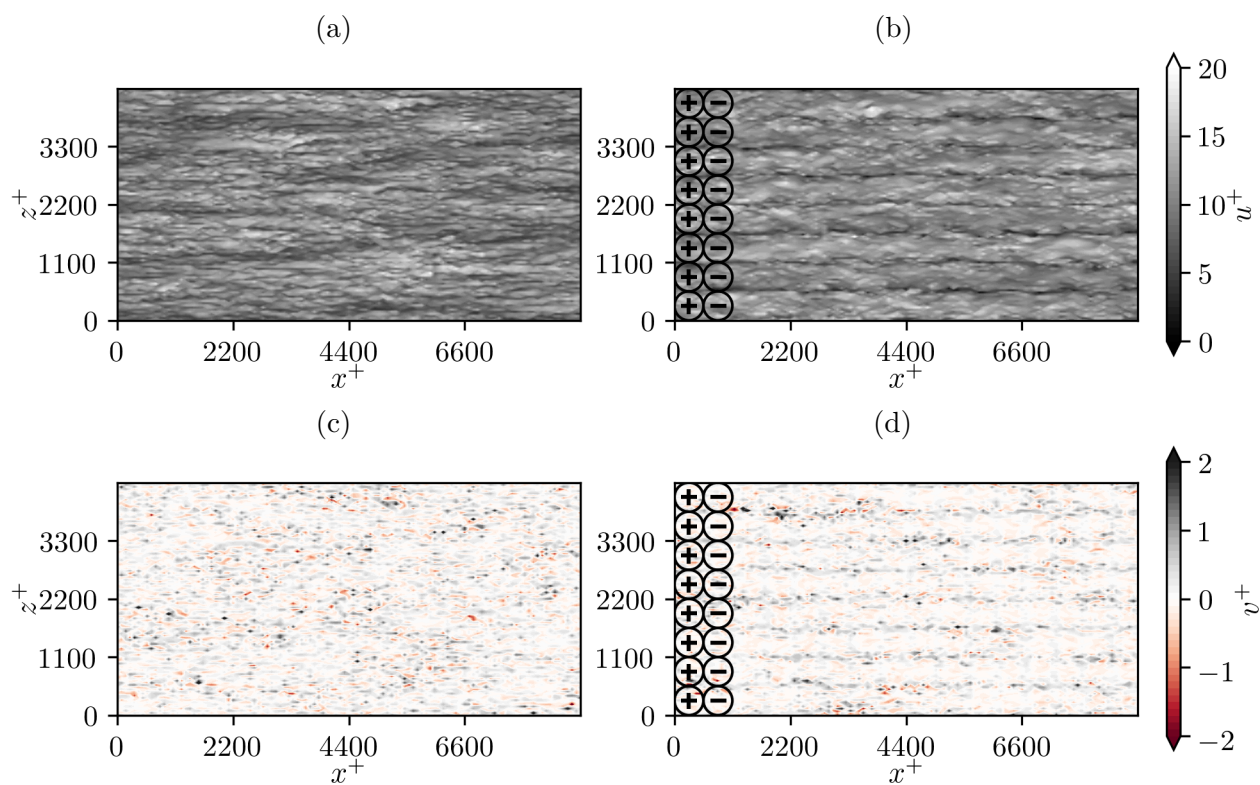 (a) (b)
3300 3300 20
z+ 2200 2200 15
1100 1100 10 u+
0 0 5
0 2200 4400 6600 0 2200 4400 6600 0
x+ x+
+ −
+ −
+ −
+ −
+ −
+ −
+ −
+ −
(c) (d)
3300 3300 2
z+ 2200 2200 1
1100 1100 0 v+
0 0 −1
0 2200 4400 6600 0 2200 4400 6600 −2
x+ x+
+ −
+ −
+ −
+ −
+ −
+ −
+ −
+ −